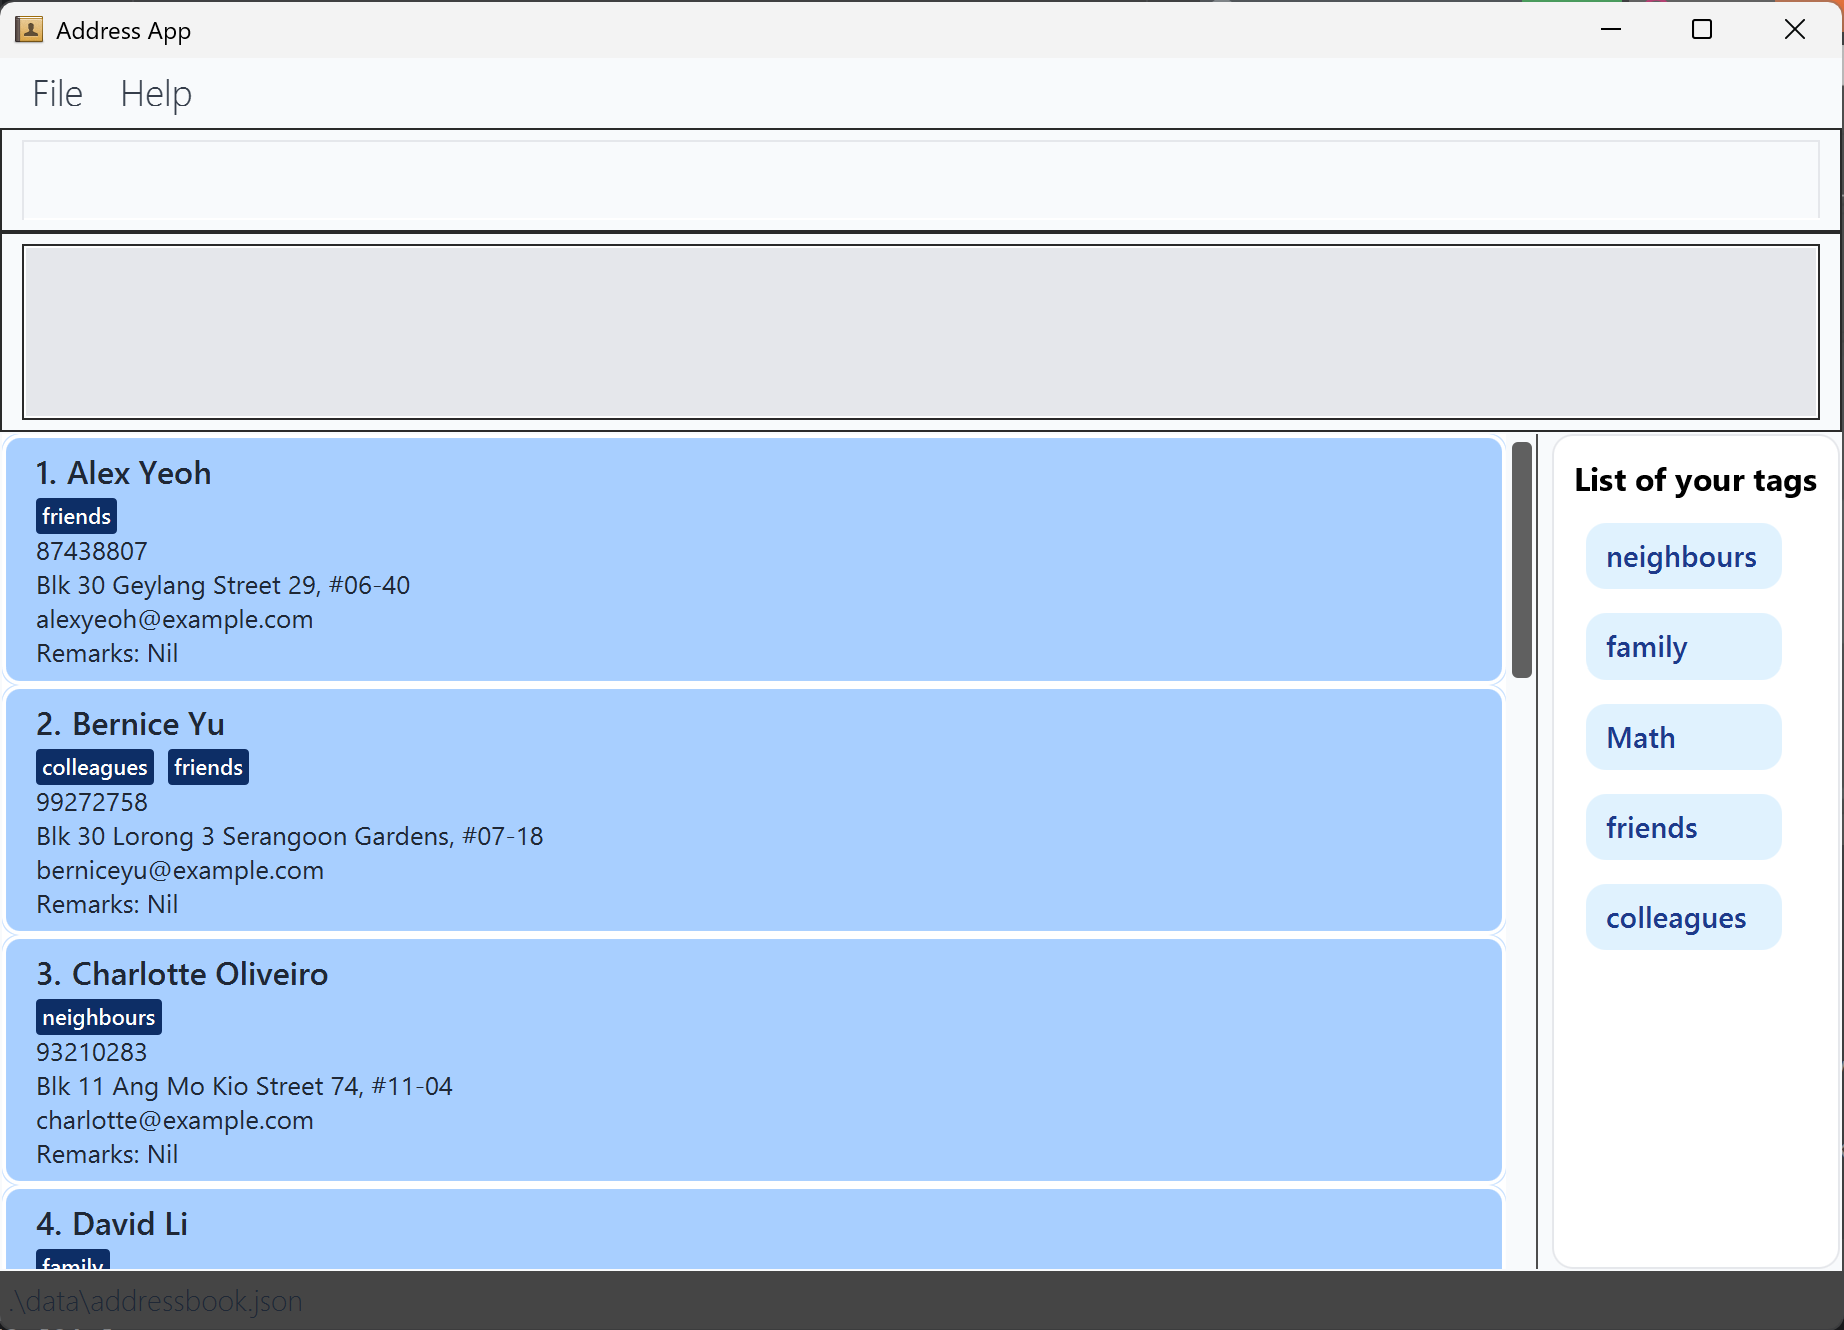 Address App
File Help
1. Alex Yeoh
friends
87438807
Blk 30 Geylang Street 29, #06-40
alexyeoh@example.com
Remarks: Nil
2. Bernice Yu
colleagues friends
99272758
Blk 30 Lorong 3 Serangoon Gardens, #07-18
berniceyu@example.com
Remarks: Nil
3. Charlotte Oliveiro
neighbours
93210283
Blk 11 Ang Mo Kio Street 74, #11-04
charlotte@example.com
Remarks: Nil
4. David Li
family
List of your tags
neighbours
family
Math
friends
colleagues
.\data\addressbook.json